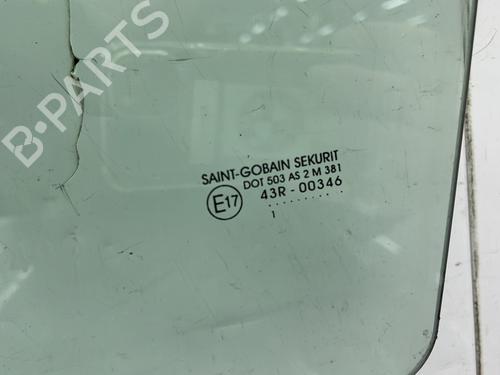 B-PARTS
SAINT-GOBAIN SEKURIT
DOT 503 AS 2 M 381
E17
43R-00346
. . . . . . . . .
1